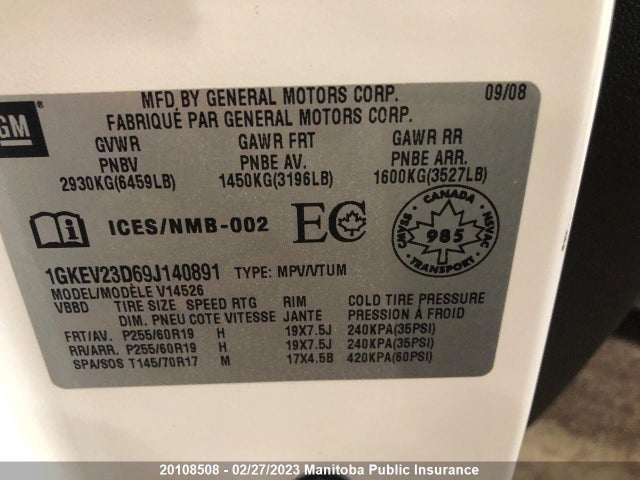 GM ®
MFD BY GENERAL MOTORS CORP. 09/08
FABRIQUÉ PAR GENERAL MOTORS CORP.
GVWR GAWR FRT GAWR RR
PNBV PNBE AV. PNBE ARR.
2930KG(6459LB) 1450KG(3196LB) 1600KG(3527LB)
i ICES/NMB-002 EC
CANADA
CMVSS 985 NSVAC
TRANSPORT
1GKEV23D69J140891 TYPE: MPV/VTUM
MODEL/MODÈLE V14526
VBBD TIRE SIZE SPEED RTG RIM COLD TIRE PRESSURE
DIM. PNEU COTE VITESSE JANTE PRESSION À FROID
FRT/AV. P255/60R19 H 19X7.5J 240KPA(35PSI)
RR/ARR. P255/60R19 H 19X7.5J 240KPA(35PSI)
SPA/SOS T145/70R17 M 17X4.5B 420KPA(60PSI)
20108508 - 02/27/2023 Manitoba Public Insurance